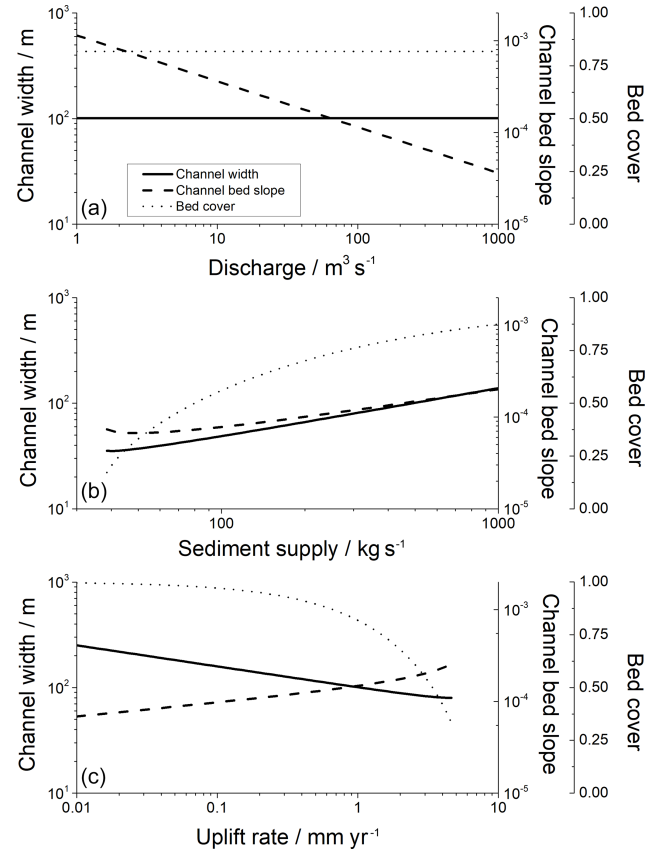 10³
10²
10¹
Channel width / m
10⁻³
10⁻⁴
10⁻⁵
Channel bed slope
1.00
0.75
0.50
0.25
0.00
Bed cover
Channel width
Channel bed slope
Bed cover
(a)
1 10 100 1000
Discharge / m³ s⁻¹
10³
10²
10¹
Channel width / m
10⁻³
10⁻⁴
10⁻⁵
Channel bed slope
1.00
0.75
0.50
0.25
0.00
Bed cover
(b)
100 1000
Sediment supply / kg s⁻¹
10³
10²
10¹
Channel width / m
10⁻³
10⁻⁴
10⁻⁵
Channel bed slope
1.00
0.75
0.50
0.25
0.00
Bed cover
(c)
0.01 0.1 1 10
Uplift rate / mm yr⁻¹